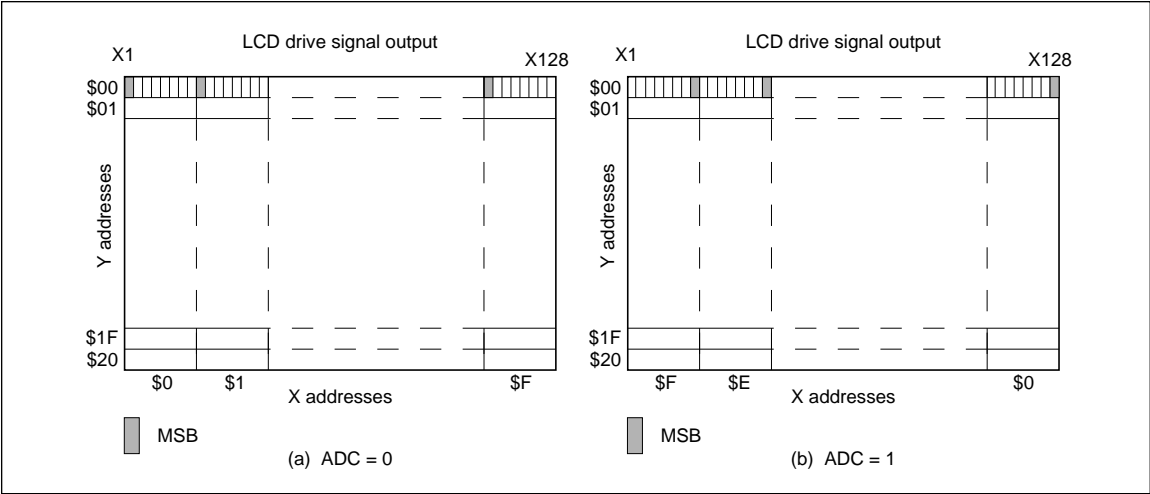 LCD drive signal output
X1
X128
$00
$01
Y addresses
$1F
$20
$0
$1
$F
X addresses
MSB
(a) ADC = 0
LCD drive signal output
X1
X128
$00
$01
Y addresses
$1F
$20
$F
$E
$0
X addresses
MSB
(b) ADC = 1